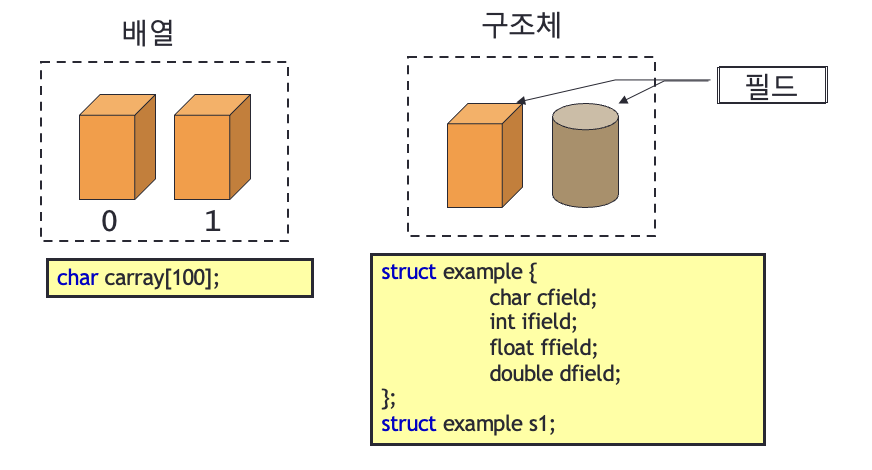 배열
구조체
필드
0 1
char carray[100];
struct example {
char cfield;
int ifield;
float ffield;
double dfield;
};
struct example s1;